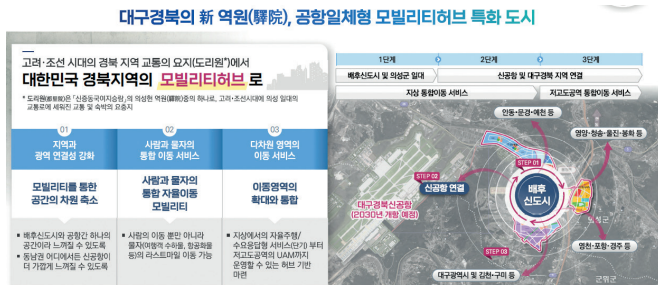 대구경북의 新 역원(驛院), 공항일체형 모빌리티허브 특화 도시
고려·조선 시대의 경북 지역 교통의 요지(도리원*)에서
대한민국 경북지역의 모빌리티허브 로
* 도리원(都里院)은 「신증동국여지승람」의 의성현 역원(驛院)중의 하나로, 고려·조선시대에 의성 일대의
교통로에 세워진 교통 및 숙박의 요충지
01
지역과
광역 연결성 강화
모빌리티를 통한
공간의 차원 축소
■ 배후신도시와 공항간 하나의
공간이라 느껴질 수 있도록
■ 동남권 어디에서든 신공항이
더 가깝게 느껴질 수 있도록
02
사람과 물자의
통합 이동 서비스
사람과 물자의
통합 자율이동
모빌리티
■ 사람의 이동 뿐만 아니라
물자(여행객 수하물, 항공화물
등)의 라스트마일 이동 가능
03
다차원 영역의
이동 서비스
이동영역의
확대와 통합
■ 지상에서의 자율주행/
수요응답형 서비스(단기) 부터
저고도공역의 UAM까지
운영할 수 있는 허브 기반
마련
1단계
2단계
3단계
배후신도시 및 의성군 일대
신공항 및 대구경북 지역 연결
지상 통합이동 서비스
저고도공역 통합이동 서비스
안동·문경·예천 등
영양·청송·울진·봉화 등
STEP 01
STEP 02
신공항 연결
배후
신도시
대구경북신공항
(2030년 개항 예정)
영천·포항·경주 등
STEP 03
대구광역시 및 김천·구미 등
군위군